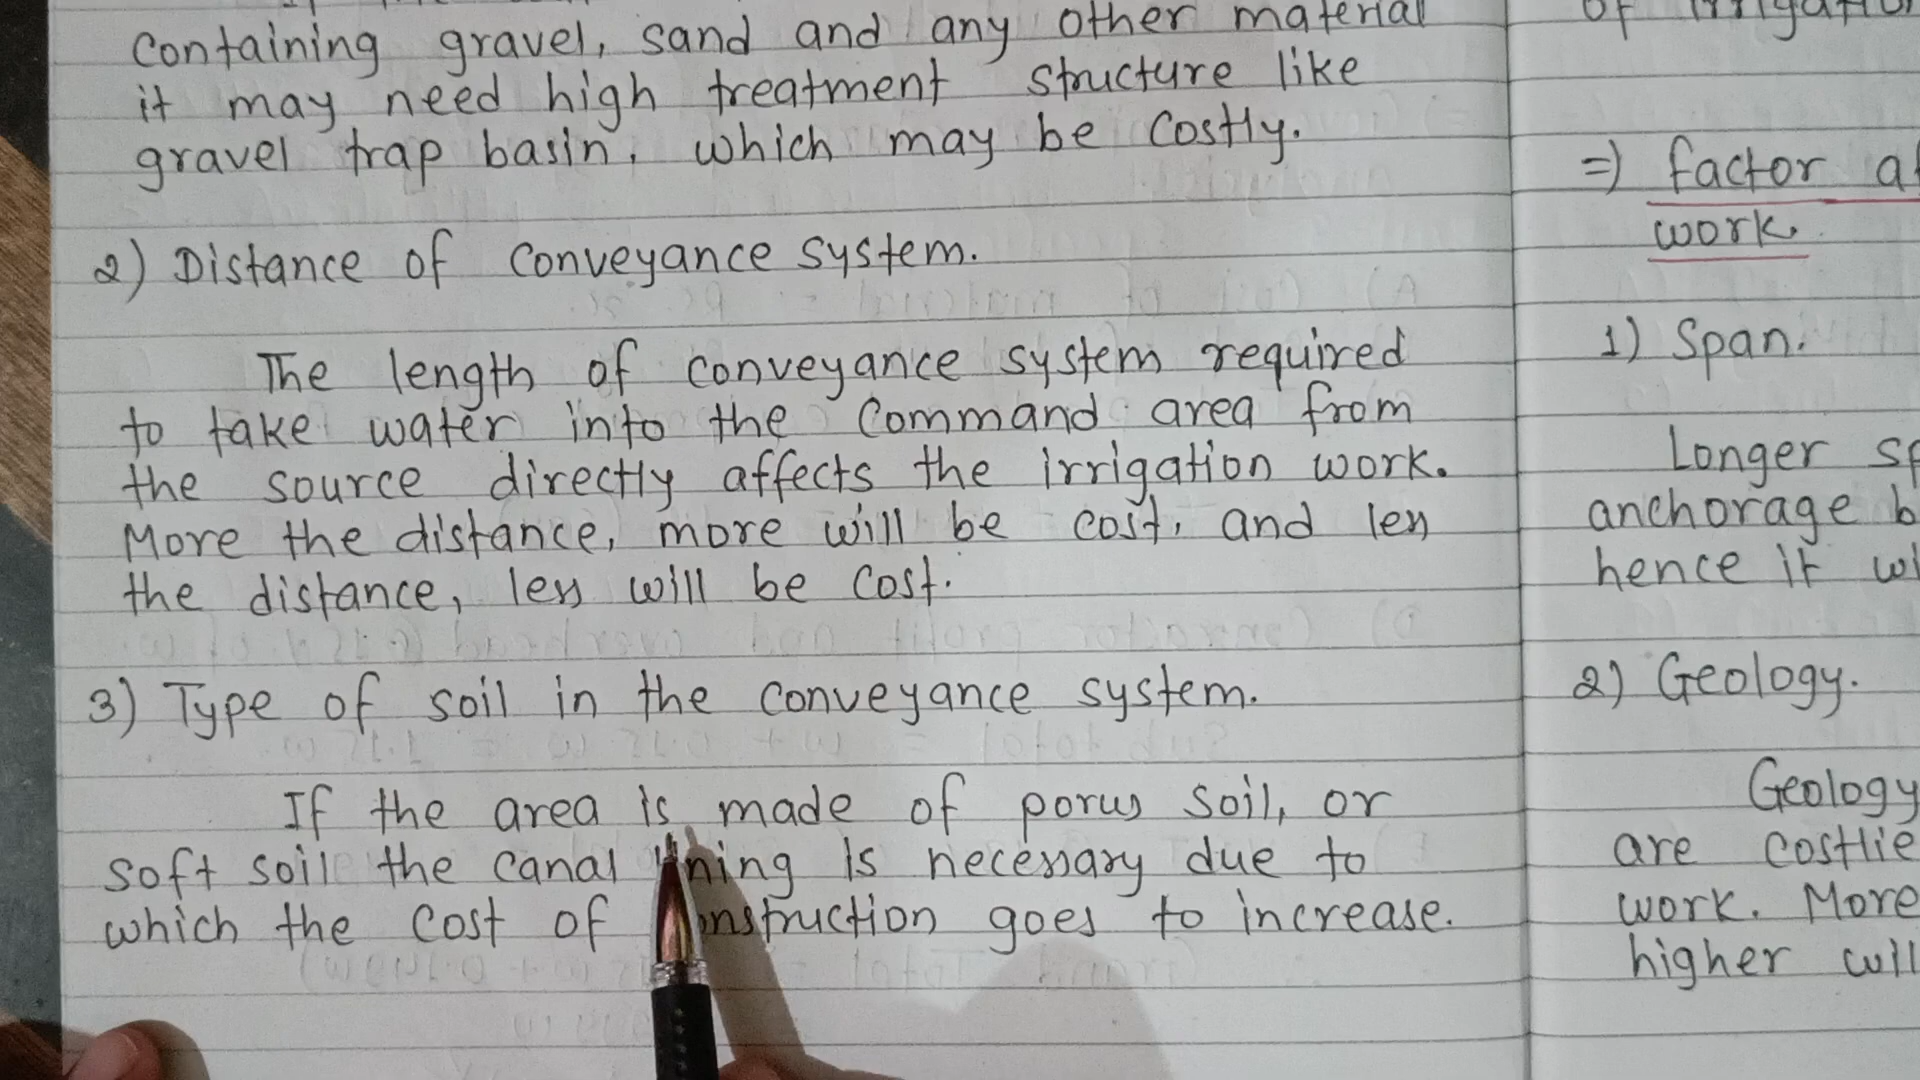 containing gravel, sand and any other material
it may need high treatment structure like
gravel trap basin, which may be costly.
2) Distance of conveyance system.
The length of conveyance system required
to take water into the command area from
the source directly affects the irrigation work.
More the distance, more will be cost, and less
the distance, less will be cost.
3) Type of soil in the conveyance system.
If the area is made of porus soil, or
soft soil the canal lining is necessary due to
which the cost of construction goes to increase.
of irrigation
=) factor
work.
1) Span.
Longer
anchorage
hence it
2) Geology.
Geology
are costlie
work. More
higher will